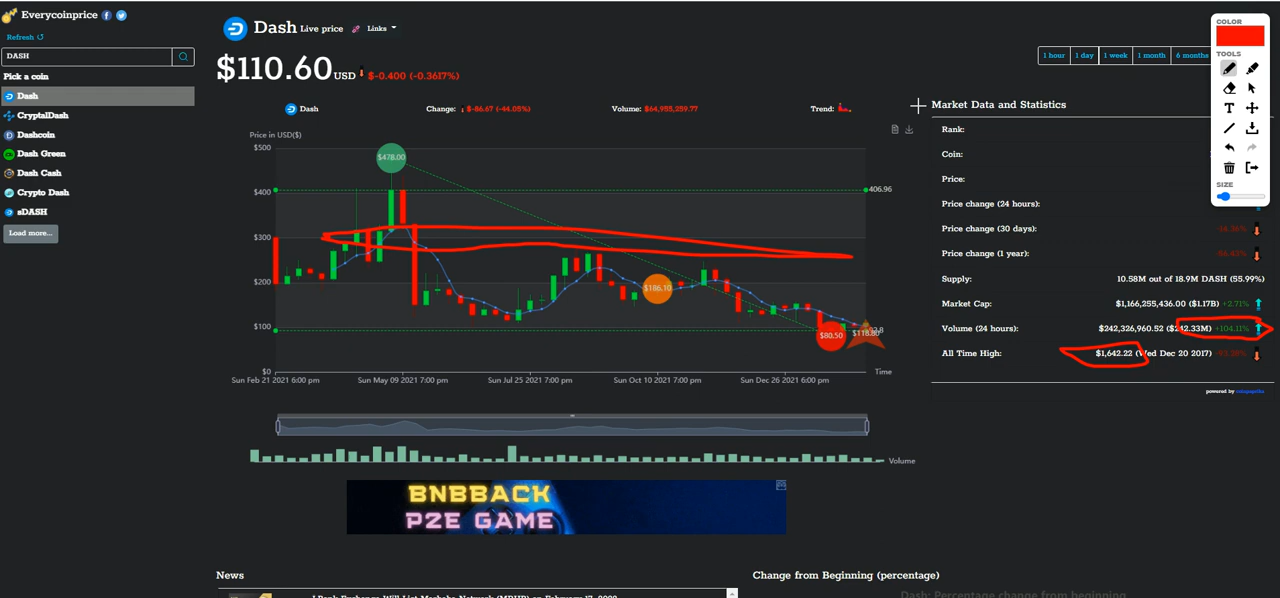 Everycoinprice
Refresh
DASH
Pick a coin
Dash
CryptalDash
Dashcoin
Dash Green
Dash Cash
Crypto Dash
sDASH
Load more...
Dash Live price Links
$110.60 USD $-0.400 (-0.3617%)
1 hour 1 day 1 week 1 month 6 months
Dash Change: $-86.67 (-44.05%) Volume: $64,955,259.77 Trend:
Price in USD($)
$500
$400
$300
$200
$100
$0
$478.00
406.96
$186.10
$80.50
Sun Feb 21 2021 6:00 pm Sun May 09 2021 7:00 pm Sun Jul 25 2021 7:00 pm Sun Oct 10 2021 7:00 pm Sun Dec 26 2021 6:00 pm
Time
Volume
BNBBACK
P2E GAME
Market Data and Statistics
Rank:
Coin:
Price:
Price change (24 hours):
Price change (30 days):
Price change (1 year):
Supply: 10.58M out of 18.9M DASH (55.99%)
Market Cap: $1,166,255,436.00 ($1.17B) +2.71%
Volume (24 hours): $242,326,960.52 ($242.33M) +104.11%
All Time High: $1,642.22 (Wed Dec 20 2017)
powered by coinpaprika
COLOR
TOOLS
T
SIZE
News
Change from Beginning (percentage)
Dash: Percentage change from beginning